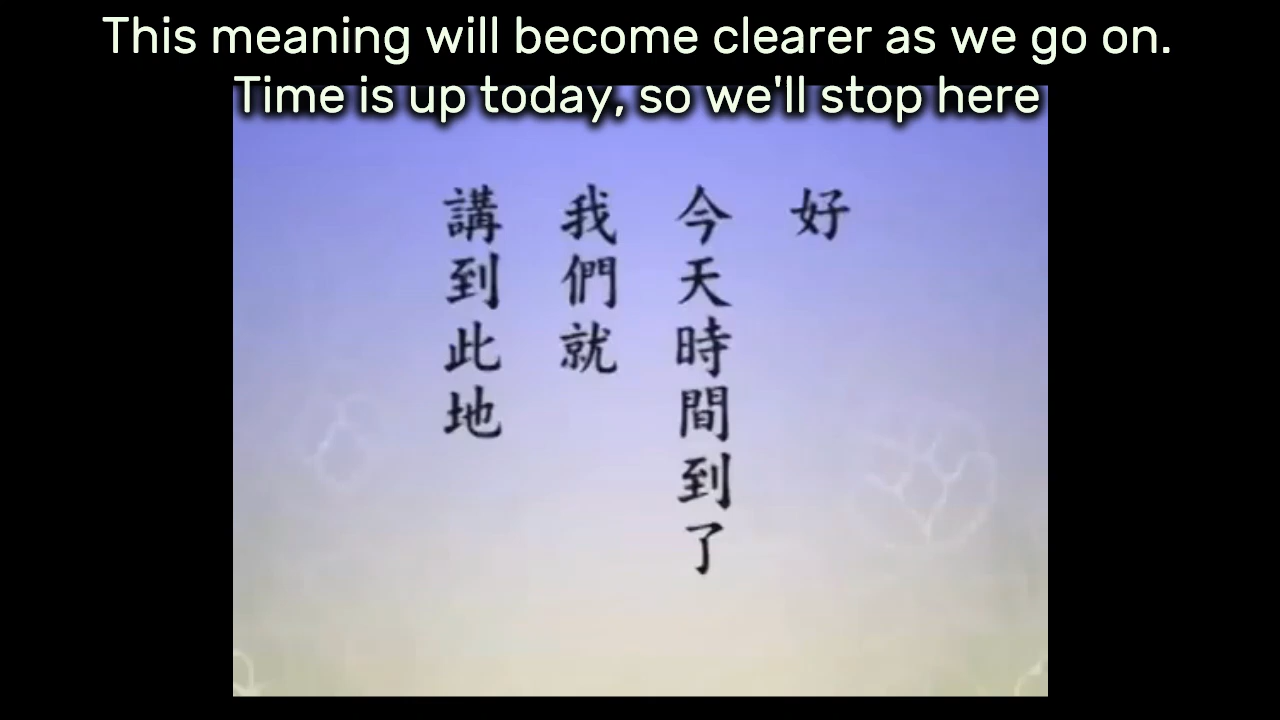 This meaning will become clearer as we go on.
Time is up today, so we'll stop here
好
今天時間到了
我們就
講到此地